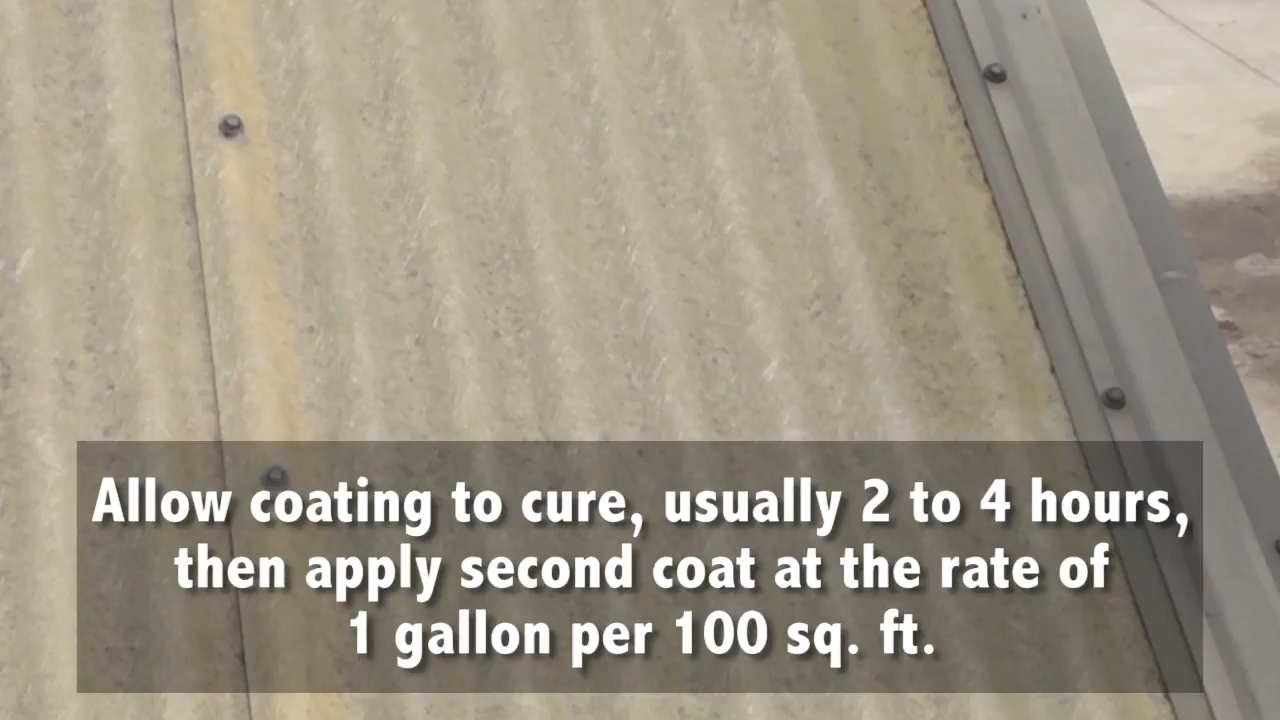 Allow coating to cure, usually 2 to 4 hours,
then apply second coat at the rate of
1 gallon per 100 sq. ft.